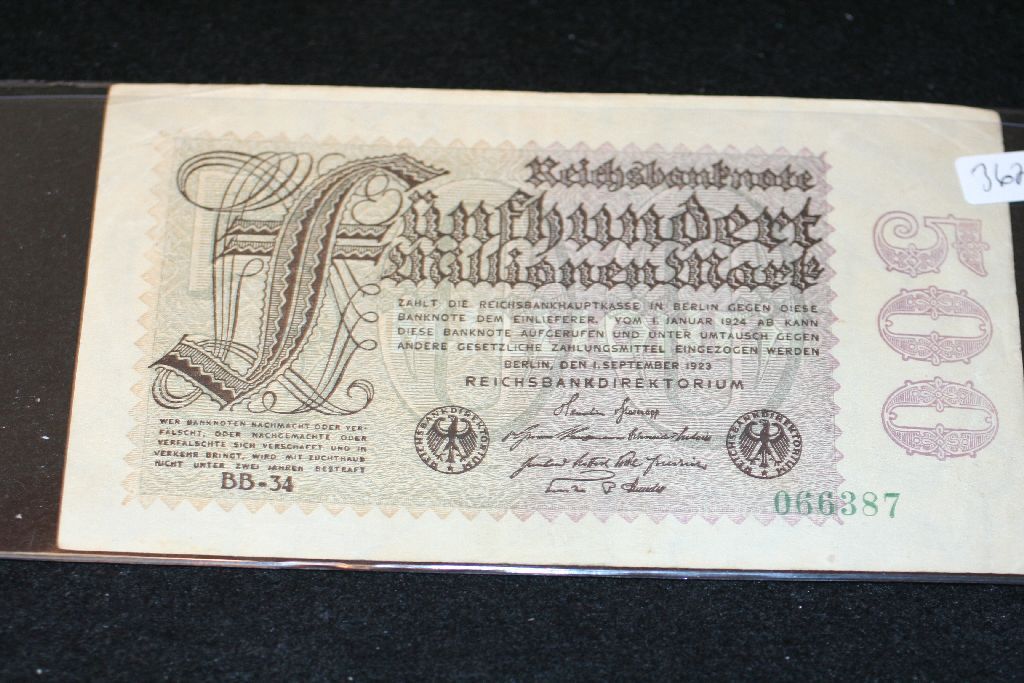 Reichsbanknote
Fünfhundert
Millionen Mark
ZAHLT DIE REICHSBANKHAUPTKASSE IN BERLIN GEGEN DIESE
BANKNOTE DEM EINLIEFERER. VOM 1. JANUAR 1924 AB KANN
DIESE BANKNOTE AUFGERUFEN UND UNTER UMTAUSCH GEGEN
ANDERE GESETZLICHE ZAHLUNGSMITTEL EINGEZOGEN WERDEN
BERLIN, DEN 1. SEPTEMBER 1923
REICHSBANKDIREKTORIUM
WER BANKNOTEN NACHMACHT ODER VER-
FÄLSCHT, ODER NACHGEMACHTE ODER
VERFÄLSCHTE SICH VERSCHAFFT UND IN
VERKEHR BRINGT, WIRD MIT ZUCHTHAUS
NICHT UNTER ZWEI JAHREN BESTRAFT
BB-34
REICHSBANKDIREKTORIUM
REICHSBANKDIREKTORIUM
066387
500